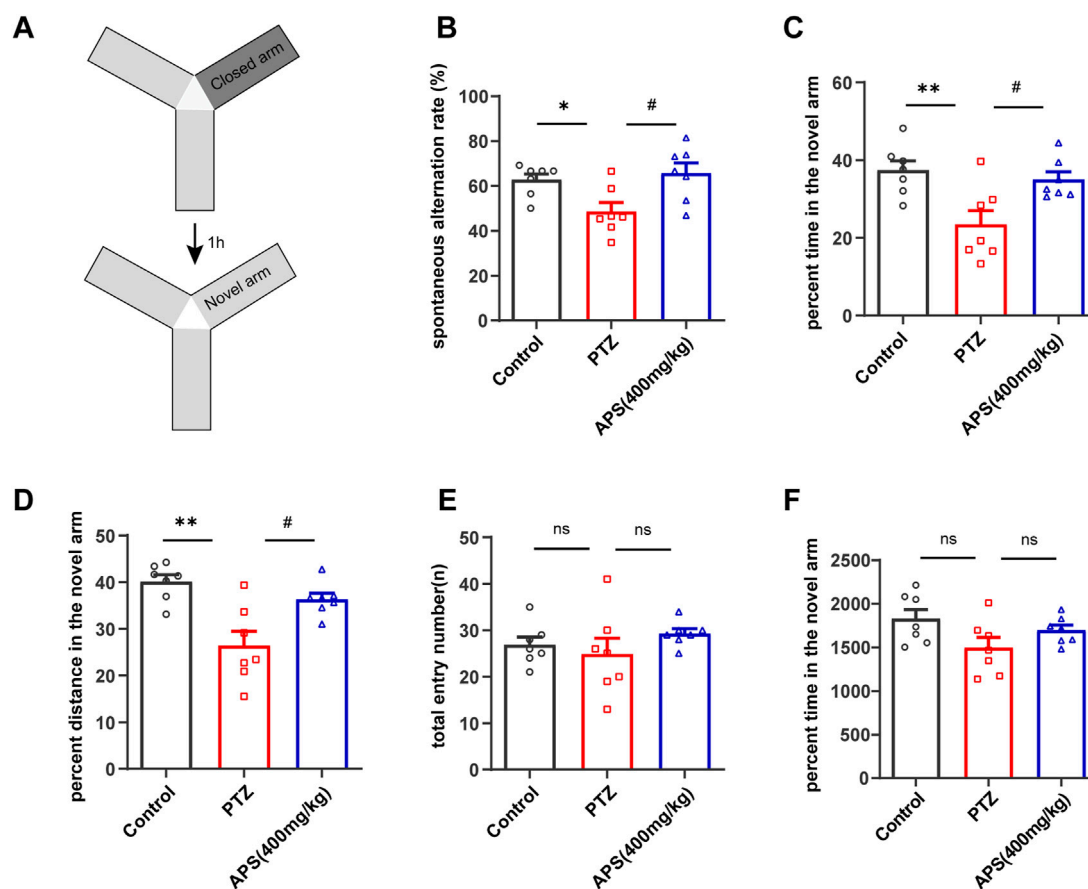 A
Closed arm
1h
Novel arm
B
spontaneous alternation rate (%)
100
80
60
40
20
0
*
#
Control
PTZ
APS(400mg/kg)
C
percent time in the novel arm
60
40
20
0
**
#
Control
PTZ
APS(400mg/kg)
D
percent distance in the novel arm
50
40
30
20
10
0
**
#
Control
PTZ
APS(400mg/kg)
E
total entry number(n)
50
40
30
20
10
0
ns
ns
Control
PTZ
APS(400mg/kg)
F
percent time in the novel arm
2500
2000
1500
1000
500
0
ns
ns
Control
PTZ
APS(400mg/kg)